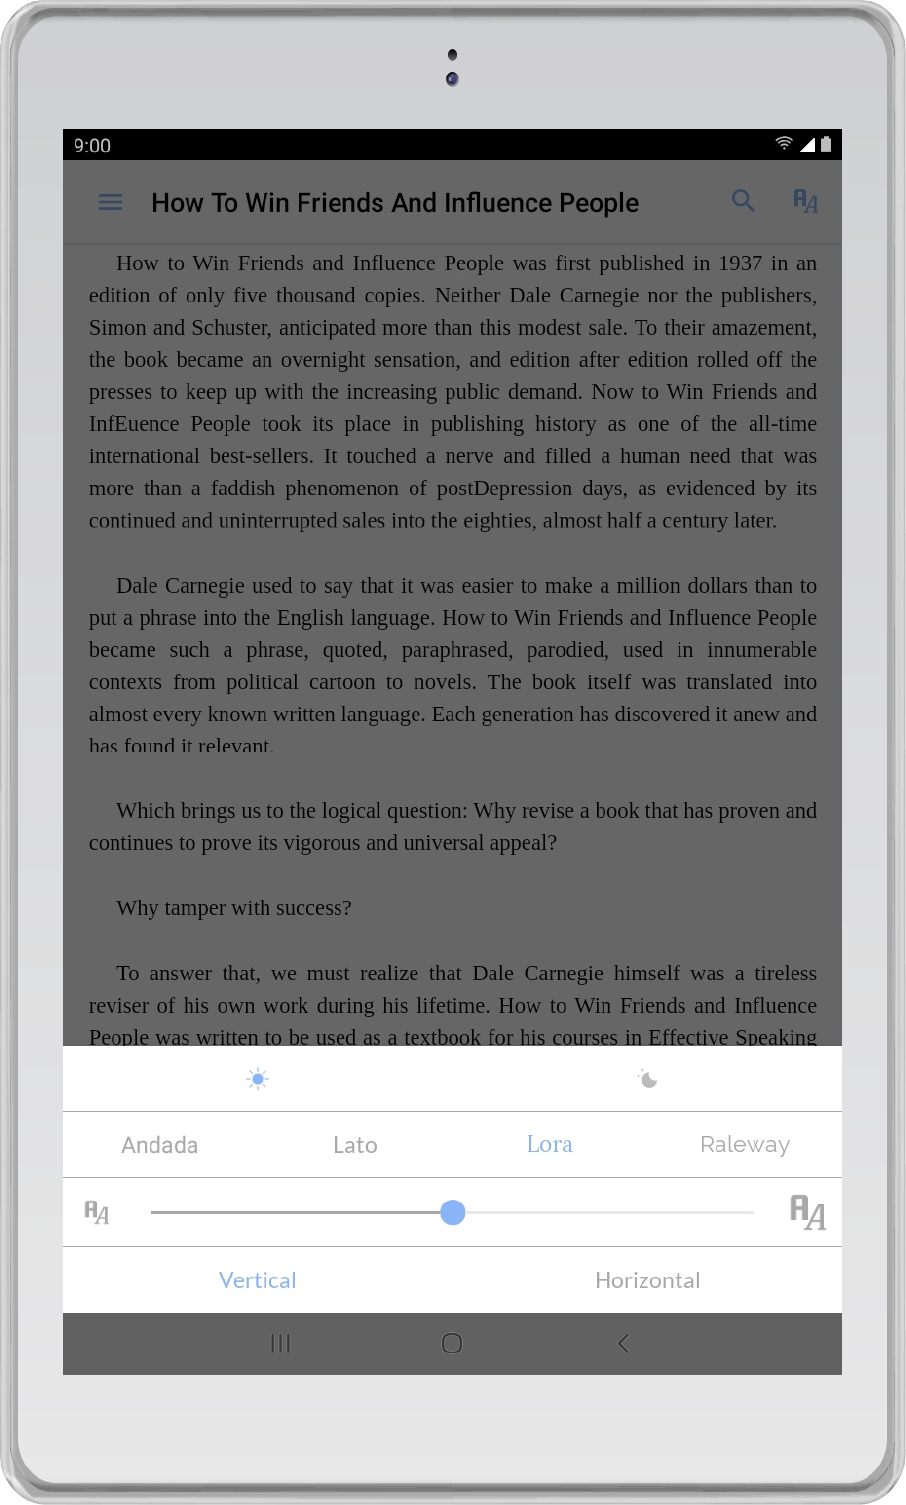 9:00
How To Win Friends And Influence People
How to Win Friends and Influence People was first published in 1937 in an
edition of only five thousand copies. Neither Dale Carnegie nor the publishers,
Simon and Schuster, anticipated more than this modest sale. To their amazement,
the book became an overnight sensation, and edition after edition rolled off the
presses to keep up with the increasing public demand. Now to Win Friends and
InfEuence People took its place in publishing history as one of the all-time
international best-sellers. It touched a nerve and filled a human need that was
more than a faddish phenomenon of postDepression days, as evidenced by its
continued and uninterrupted sales into the eighties, almost half a century later.
Dale Carnegie used to say that it was easier to make a million dollars than to
put a phrase into the English language. How to Win Friends and Influence People
became such a phrase, quoted, paraphrased, parodied, used in innumerable
contexts from political cartoon to novels. The book itself was translated into
almost every known written language. Each generation has discovered it anew and
has found it relevant.
Which brings us to the logical question: Why revise a book that has proven and
continues to prove its vigorous and universal appeal?
Why tamper with success?
To answer that, we must realize that Dale Carnegie himself was a tireless
reviser of his own work during his lifetime. How to Win Friends and Influence
People was written to be used as a textbook for his courses in Effective Speaking
Andada Lato Lora Raleway
AA AA
Vertical Horizontal